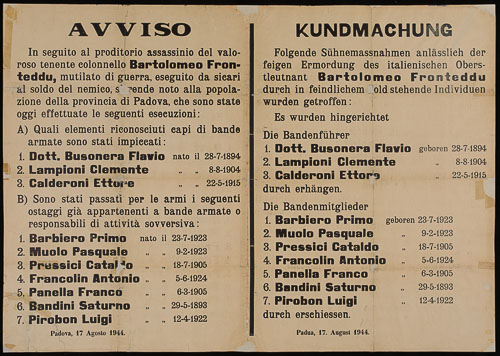 AVVISO
In seguito al proditorio assassinio del valo-
roso tenente colonnello Bartolomeo Fron-
teddu, mutilato di guerra, eseguito da sicari
al soldo del nemico, si rende noto alla popola-
zione della provincia di Padova, che sono state
oggi effettuate le seguenti esecuzioni:
A) Quali elementi riconosciuti capi di bande
armate sono stati impiccati:
1. Dott. Busonera Flavio nato il 28-7-1894
2. Lampioni Clemente „ „ 8-8-1904
3. Calderoni Ettore „ „ 22-5-1915
B) Sono stati passati per le armi i seguenti
ostaggi già appartenenti a bande armate o
responsabili di attività sovversiva:
1. Barbiero Primo nato il 23-7-1923
2. Muolo Pasquale „ „ 9-2-1923
3. Pressici Cataldo „ „ 18-7-1905
4. Francolin Antonio „ „ 5-6-1924
5. Panella Franco „ „ 6-3-1905
6. Bandini Saturno „ „ 29-5-1893
7. Pirobon Luigi „ „ 12-4-1922
Padova, 17 Agosto 1944.
KUNDMACHUNG
Folgende Sühnemassnahmen anlässlich der
feigen Ermordung des italienischen Obers-
tleutnant Bartolomeo Fronteddu
durch in feindlichem old stehende Individuen
wurden getroffen:
Es wurden hingerichtet
Die Bandenführer
1. Dott. Busonera Flavio geboren 28-7-1894
2. Lampioni Clemente „ 8-8-1904
3. Calderoni Ettore „ 22-5-1915
durch erhängen.
Die Bandenmitglieder
1. Barbiero Primo geboren 23-7-1923
2. Muolo Pasquale „ 9-2-1923
3. Pressici Cataldo „ 18-7-1905
4. Francolin Antonio „ 5-6-1924
5. Panella Franco „ 6-3-1905
6. Bandini Saturno „ 29-5-1893
7. Pirobon Luigi „ 12-4-1922
durch erschiessen.
Padua, 17. August 1944.